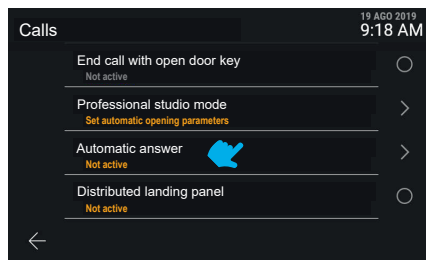 19 AGO 2019
Calls
9:18 AM
End call with open door key
Not active
Professional studio mode
Set automatic opening parameters
Automatic answer
Not active
Distributed landing panel
Not active